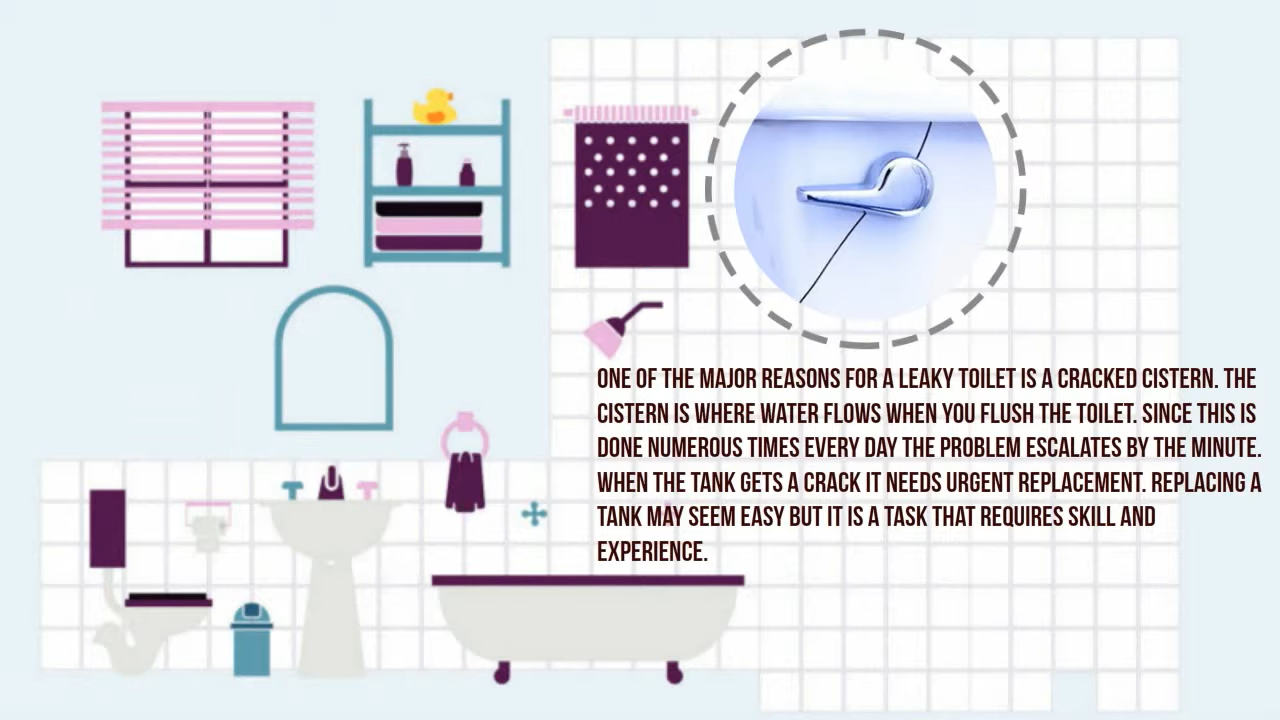 ONE OF THE MAJOR REASONS FOR A LEAKY TOILET IS A CRACKED CISTERN. THE
CISTERN IS WHERE WATER FLOWS WHEN YOU FLUSH THE TOILET. SINCE THIS IS
DONE NUMEROUS TIMES EVERY DAY THE PROBLEM ESCALATES BY THE MINUTE.
WHEN THE TANK GETS A CRACK IT NEEDS URGENT REPLACEMENT. REPLACING A
TANK MAY SEEM EASY BUT IT IS A TASK THAT REQUIRES SKILL AND
EXPERIENCE.